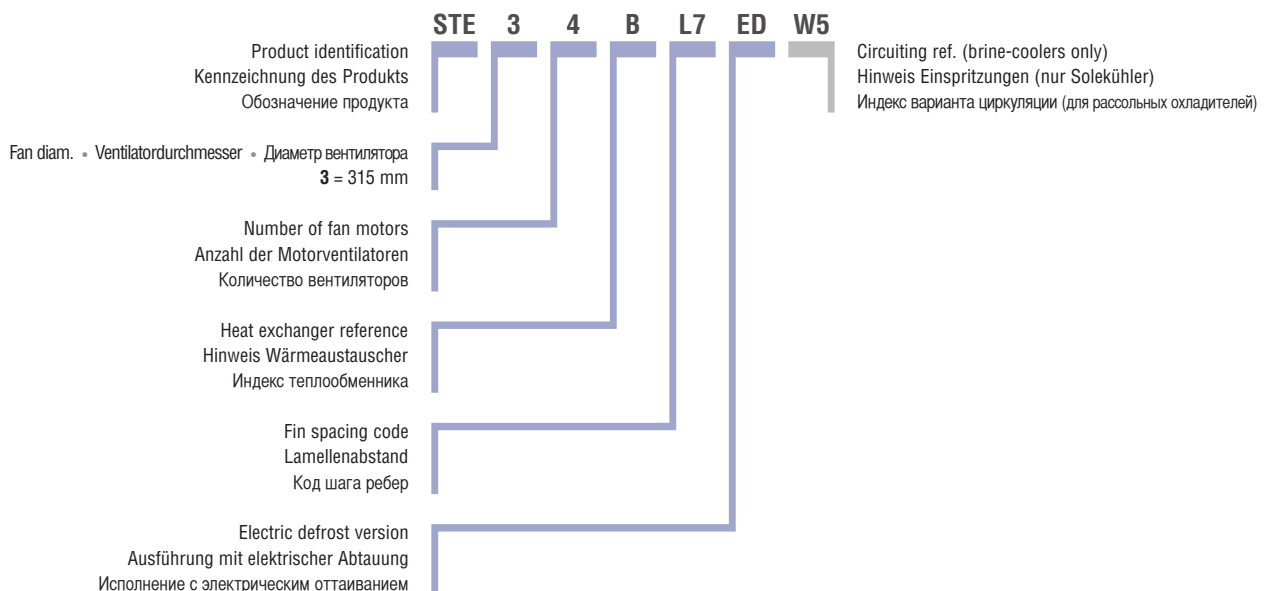 STE 3 4 B L7 ED W5
Product identification
Kennzeichnung des Produkts
Обозначение продукта
Circuiting ref. (brine-coolers only)
Hinweis Einspritzungen (nur Solekühler)
Индекс варианта циркуляции (для рассольных охладителей)
Fan diam. • Ventilatordurchmesser • Диаметр вентилятора
3 = 315 mm
Number of fan motors
Anzahl der Motorventilatoren
Количество вентиляторов
Heat exchanger reference
Hinweis Wärmeaustauscher
Индекс теплообменника
Fin spacing code
Lamellenabstand
Код шага ребер
Electric defrost version
Ausführung mit elektrischer Abtauung
Исполнение с электрическим оттаиванием